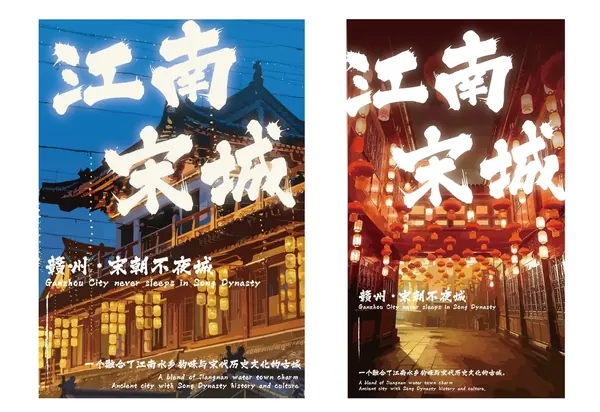 江南
宋城
赣州·宋朝不夜城
Ganzhou City never sleeps in Song Dynasty
一个融合了江南水乡韵味与宋代历史文化的古城
A blend of Jiangnan water town charm
Ancient city with Song Dynasty history and culture
江南
宋城
赣州·宋朝不夜城
Ganzhou City never sleeps in Song Dynasty
一个融合了江南水乡韵味与宋代历史文化的古城。
A blend of Jiangnan water town charm
Ancient city with Song Dynasty history and culture.